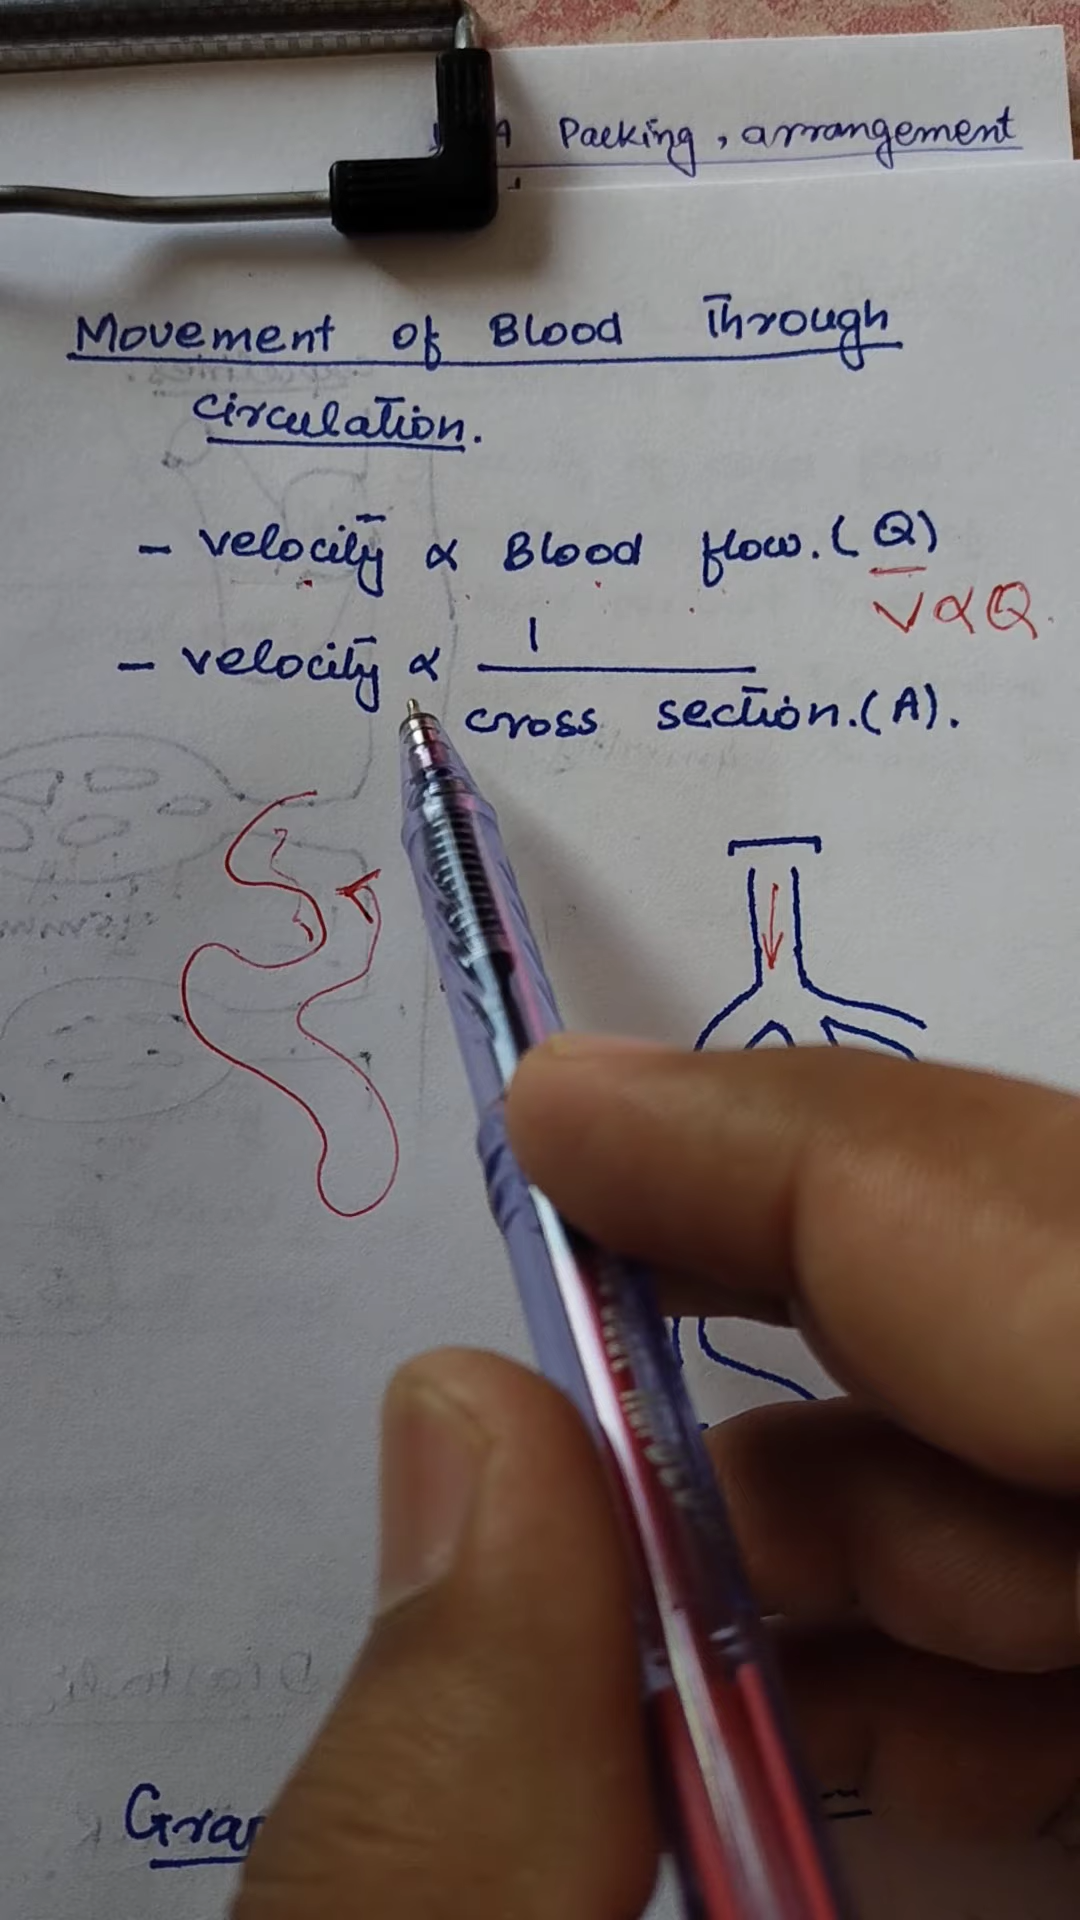 A Packing, arrangement
Movement of Blood Through
circulation.
- velocity ∝ Blood flow. (Q)
V ∝ Q.
- velocity ∝ 1
cross section. (A).